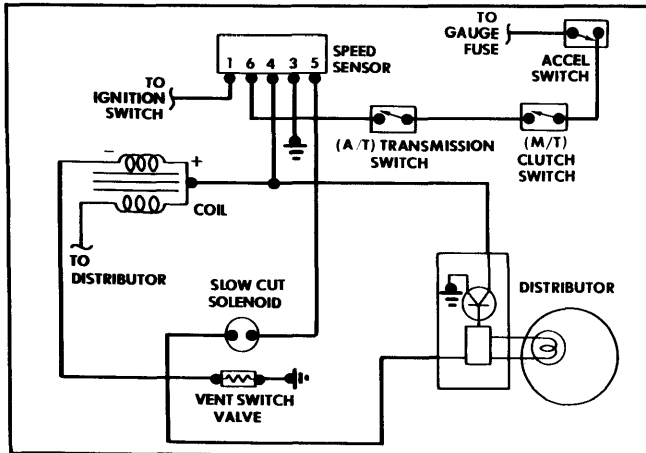 TO
GAUGE
FUSE
ACCEL
SWITCH
SPEED
SENSOR
1 6 4 3 5
TO
IGNITION
SWITCH
(A/T) TRANSMISSION
SWITCH
(M/T)
CLUTCH
SWITCH
− +
COIL
TO
DISTRIBUTOR
SLOW CUT
SOLENOID
DISTRIBUTOR
VENT SWITCH
VALVE